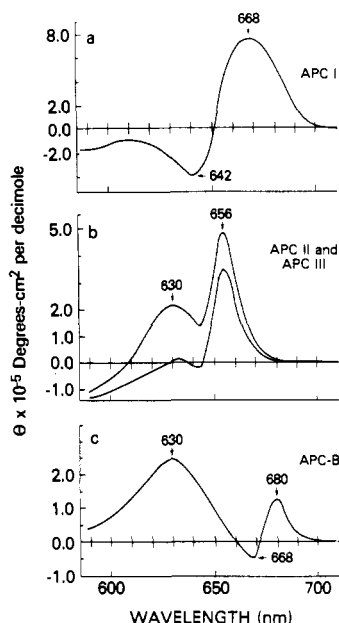 668
8.0
a
APC I
2.0
0.0
-2.0
642
5.0
656
b
APC II and
APC III
630
2.0
0.0
-1.0
630
c
APC-B
680
2.0
1.0
0.0
668
-1.0
600
650
700
WAVELENGTH (nm)
Θ x 10-5 Degrees-cm2 per decimole